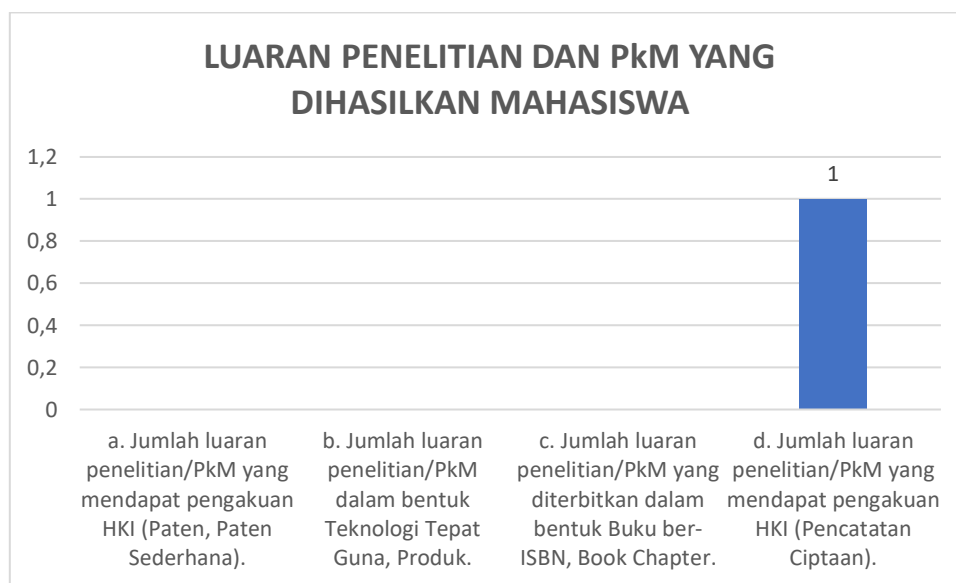 LUARAN PENELITIAN DAN PkM YANG
DIHASILKAN MAHASISWA
1,2
1
0,8
0,6
0,4
0,2
0
1
a. Jumlah luaran
penelitian/PkM yang
mendapat pengakuan
HKI (Paten, Paten
Sederhana).
b. Jumlah luaran
penelitian/PkM
dalam bentuk
Teknologi Tepat
Guna, Produk.
c. Jumlah luaran
penelitian/PkM yang
diterbitkan dalam
bentuk Buku ber-
ISBN, Book Chapter.
d. Jumlah luaran
penelitian/PkM yang
mendapat pengakuan
HKI (Pencatatan
Ciptaan).